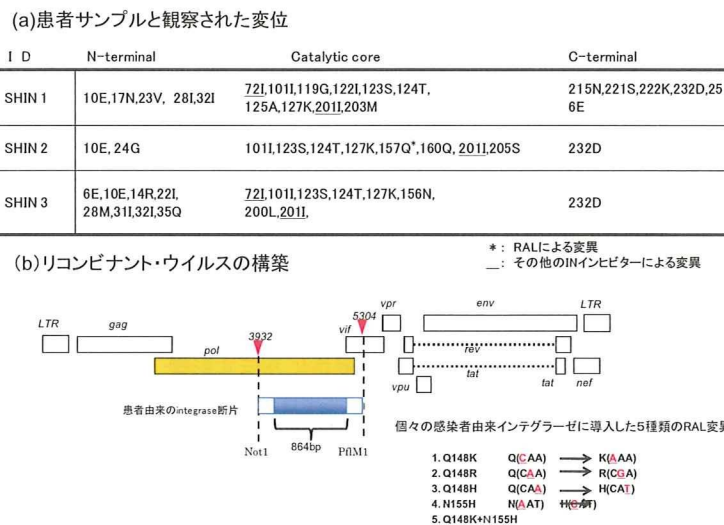 (a)患者サンプルと観察された変位
I D N-terminal Catalytic core C-terminal
SHIN 1 10E,17N,23V, 28I,32I 72I,101I,119G,122I,123S,124T, 215N,221S,222K,232D,25
125A,127K,201I,203M 6E
SHIN 2 10E, 24G 101I,123S,124T,127K,157Q*,160Q, 201I,205S 232D
SHIN 3 6E,10E,14R,22I, 72I,101I,123S,124T,127K,156N, 232D
28M,31I,32I,35Q 200L,201I,
*: RALによる変異
_: その他のINインヒビターによる変異
(b)リコンビナント・ウイルスの構築
LTR gag pol 3932 vif 5304 vpr env LTR
rev
tat
vpu tat nef
患者由来のintegrase断片
864bp
Not1 PflM1
個々の感染者由来インテグラーゼに導入した5種類のRAL変異
1. Q148K Q(CAA) → K(AAA)
2. Q148R Q(CAA) → R(CGA)
3. Q148H Q(CAA) → H(CAT)
4. N155H N(AAT) → H(CAT)
5. Q148K+N155H